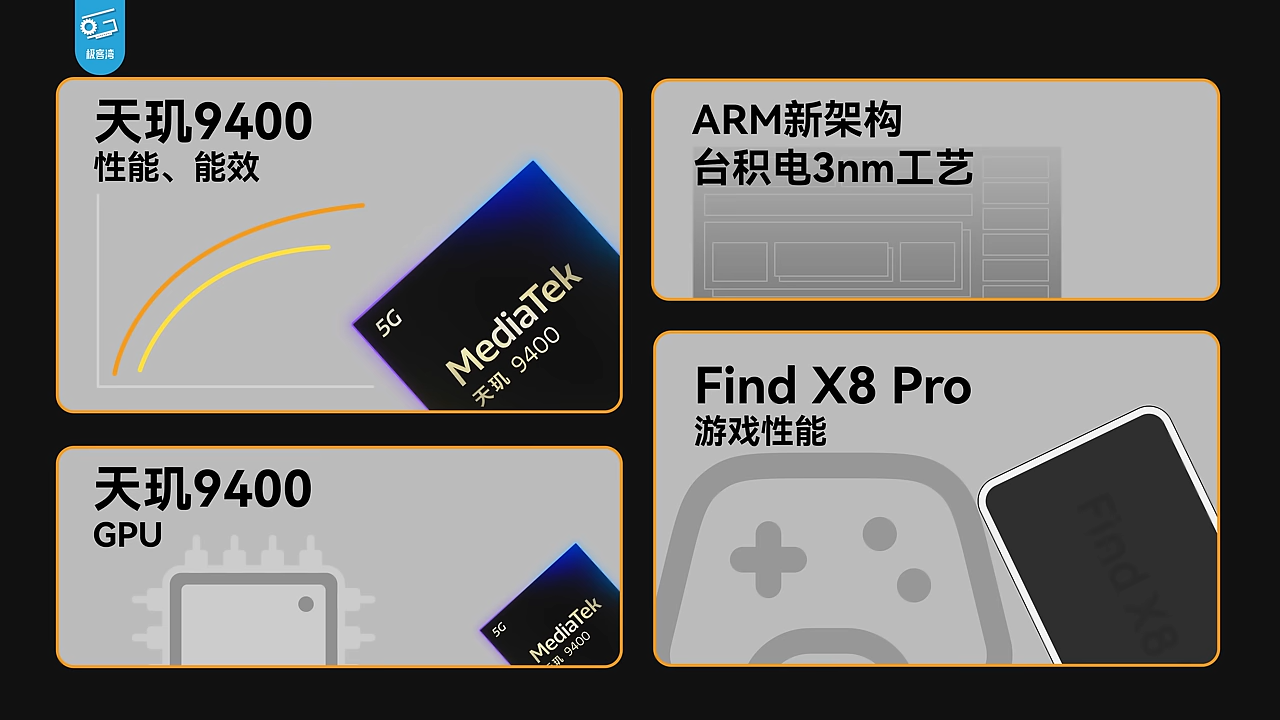 极客湾
天玑9400
性能、能效
5G
MediaTek
天玑 9400
ARM新架构
台积电3nm工艺
天玑9400
GPU
5G
MediaTek
天玑 9400
Find X8 Pro
游戏性能
Find X8